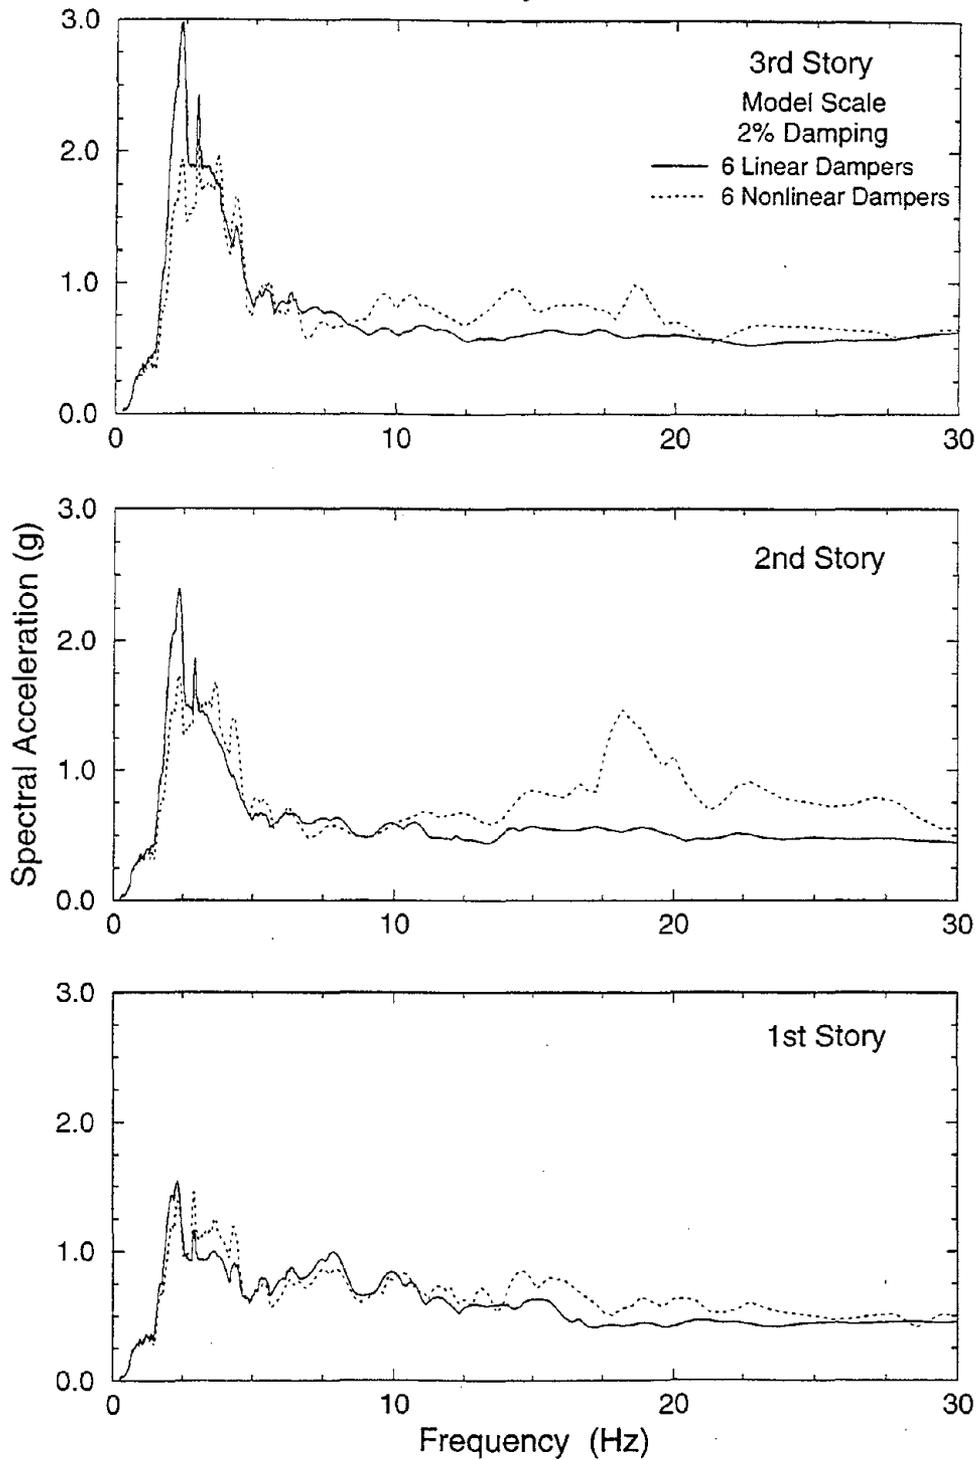 3.0
3rd Story
Model Scale
2% Damping
6 Linear Dampers
6 Nonlinear Dampers
2.0
1.0
0.0
0 10 20 30
3.0
2nd Story
2.0
1.0
0.0
0 10 20 30
Spectral Acceleration (g)
3.0
1st Story
2.0
1.0
0.0
0 10 20 30
Frequency (Hz)